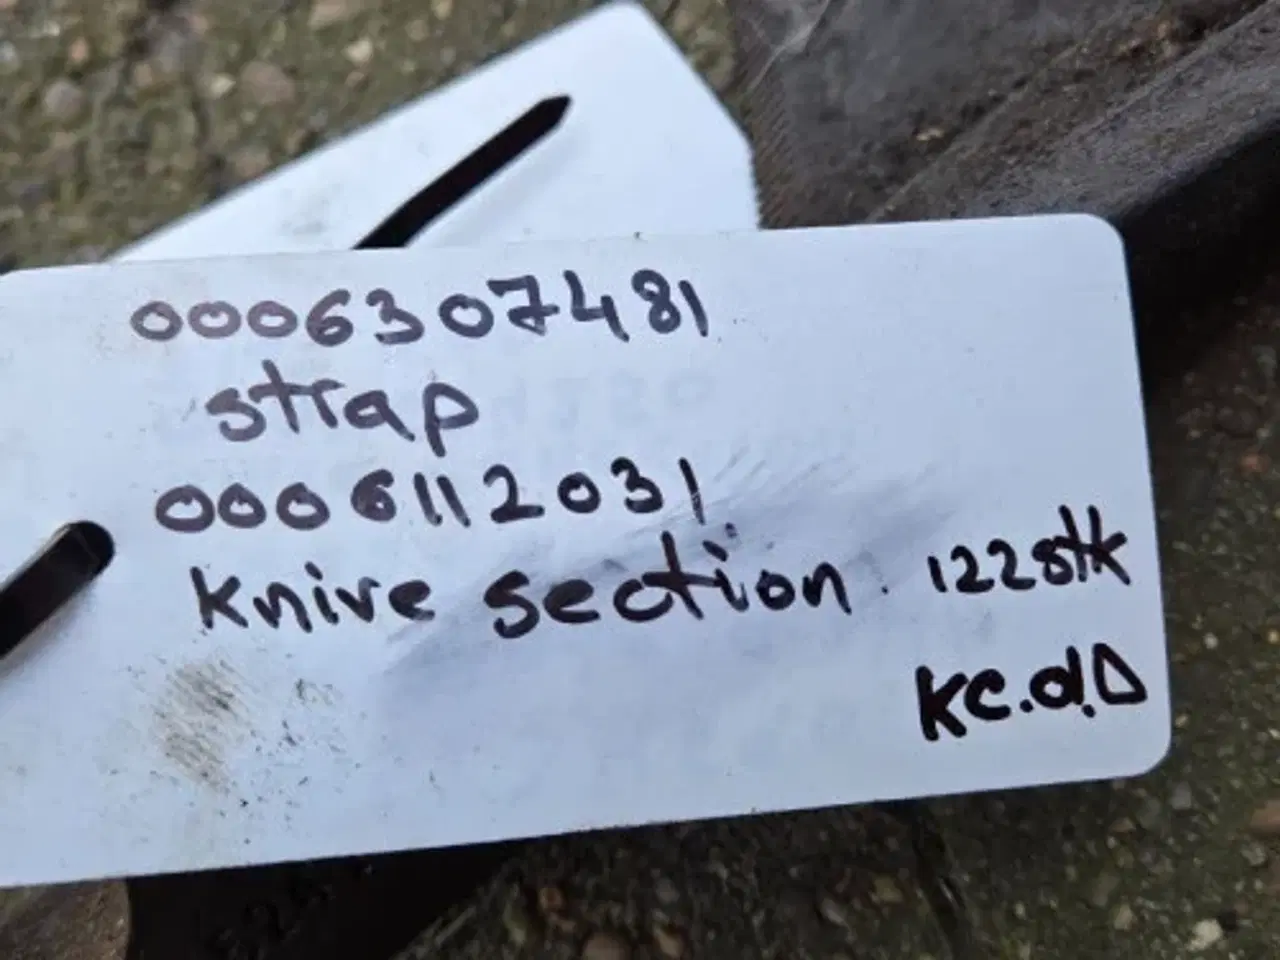 0006307481
strap
0006112031
knive section. 122stk
KC.d.D